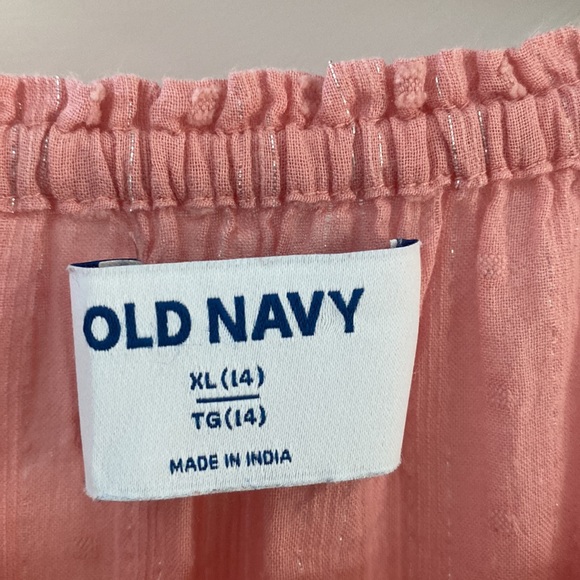 OLD NAVY
XL (14)
TG (14)
MADE IN INDIA